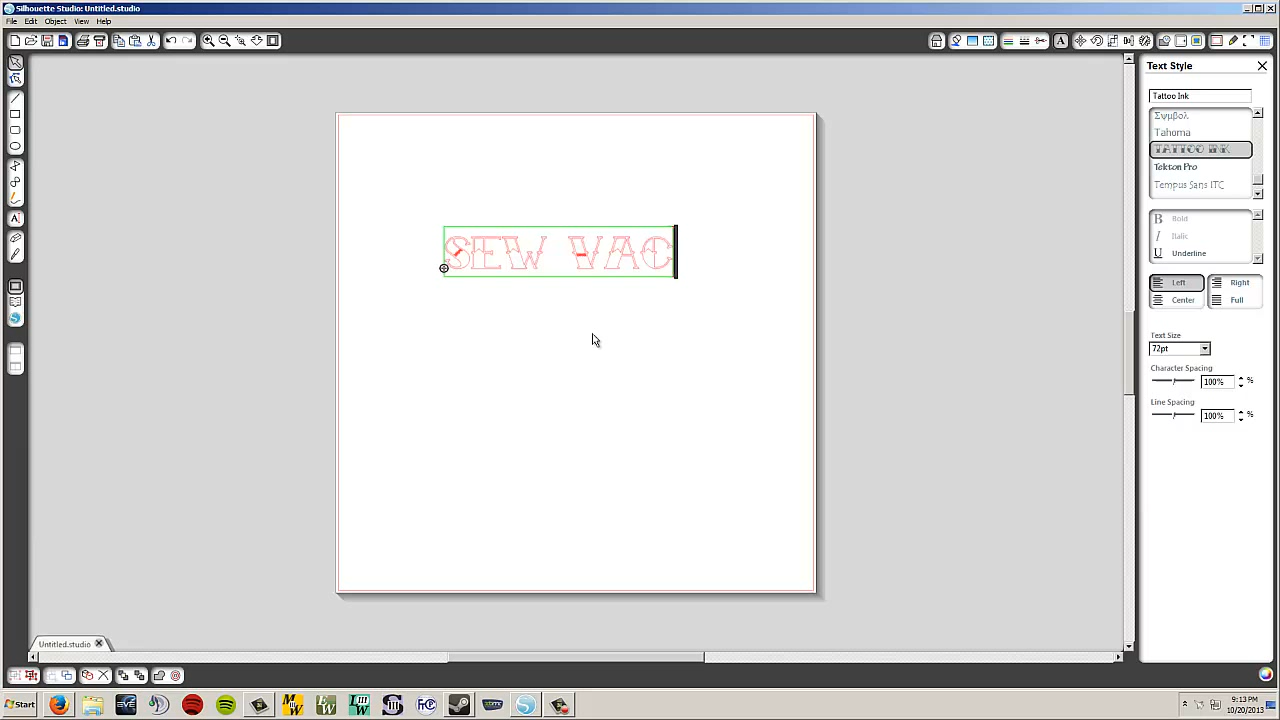 Silhouette Studio: Untitled.studio
File Edit Object View Help
Text Style
Tattoo Ink
Σψμβολ
Tahoma
TATTOO INK
Tekton Pro
Tempus Sans ITC
B Bold
I Italic
U Underline
Left Right
Center Full
Text Size
72pt
Character Spacing
100% %
Line Spacing
100% %
SEW VAC
Untitled.studio
Start
9:13 PM
10/20/2013